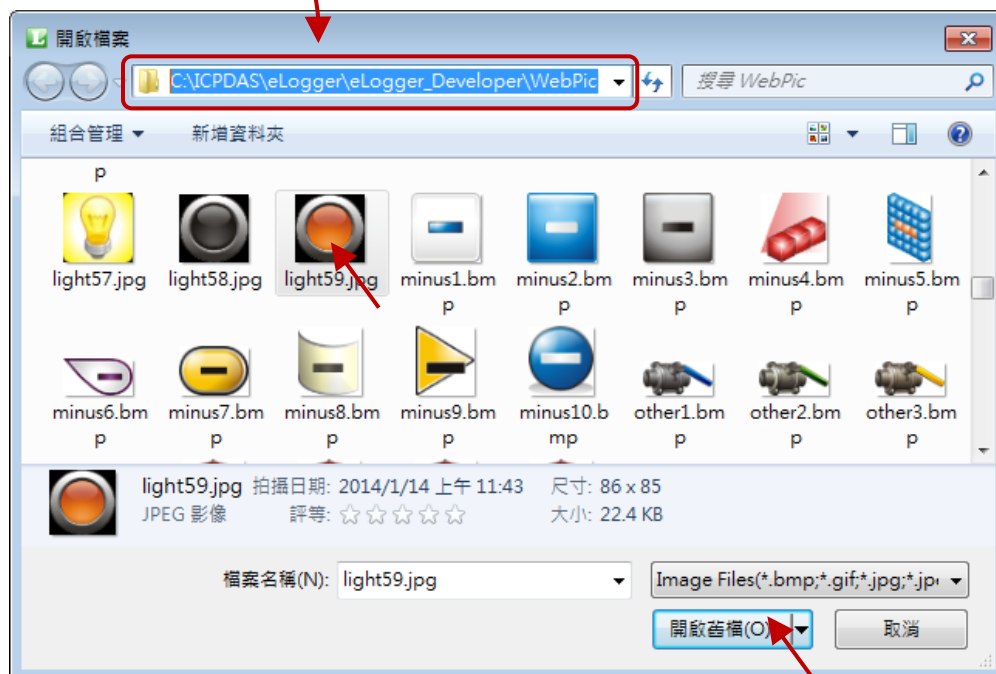 開啟檔案
C:\ICPDAS\eLogger\eLogger_Developer\WebPic
搜尋 WebPic
組合管理 新增資料夾
p
light57.jpg light58.jpg light59.jpg minus1.bm minus2.bm minus3.bm minus4.bm minus5.bm
p p p p p
minus6.bm minus7.bm minus8.bm minus9.bm minus10.b other1.bm other2.bm other3.bm
p p p p mp p p p
light59.jpg 拍攝日期: 2014/1/14 上午 11:43 尺寸: 86 x 85
JPEG 影像 評等: 大小: 22.4 KB
檔案名稱(N): light59.jpg Image Files(*.bmp;*.gif;*.jpg;*.jp
開啟舊檔(O) 取消